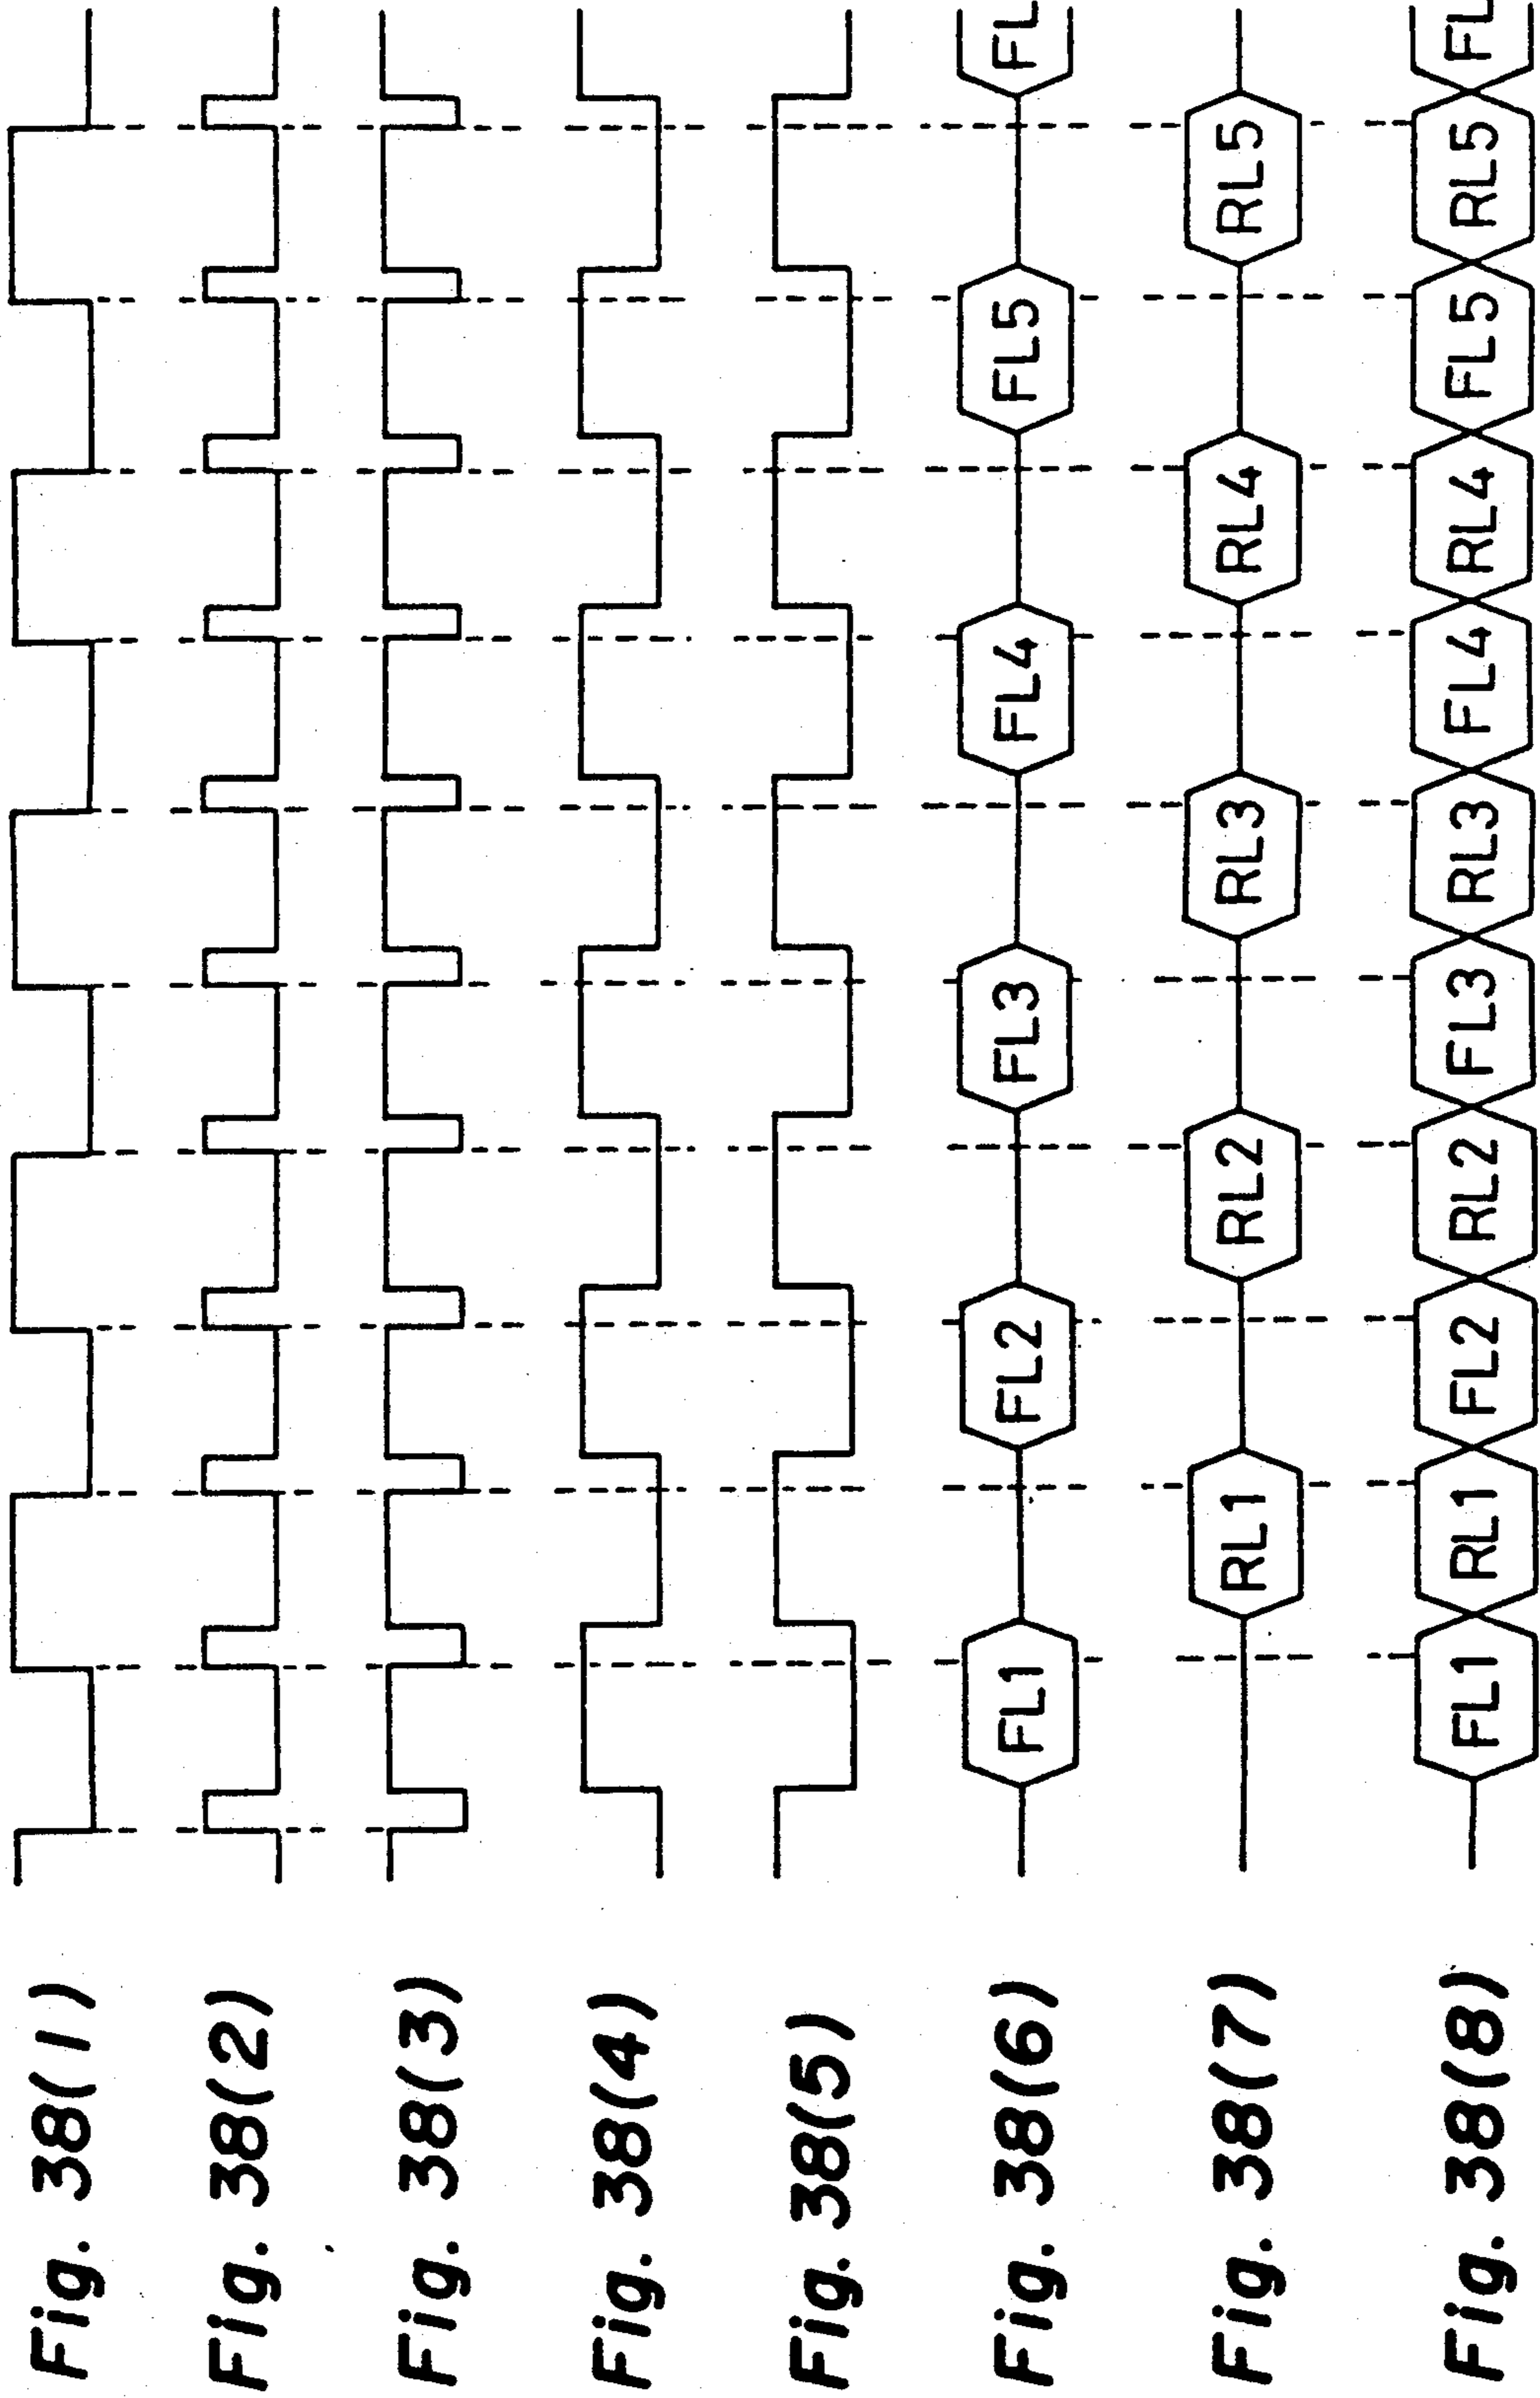 Fig. 38(1)
Fig. 38(2)
Fig. 38(3)
Fig. 38(4)
Fig. 38(5)
Fig. 38(6) FL1 FL2 FL3 FL4 FL5 FL
Fig. 38(7) RL1 RL2 RL3 RL4 RL5
Fig. 38(8) FL1 RL1 FL2 RL2 FL3 RL3 FL4 RL4 FL5 RL5 FL